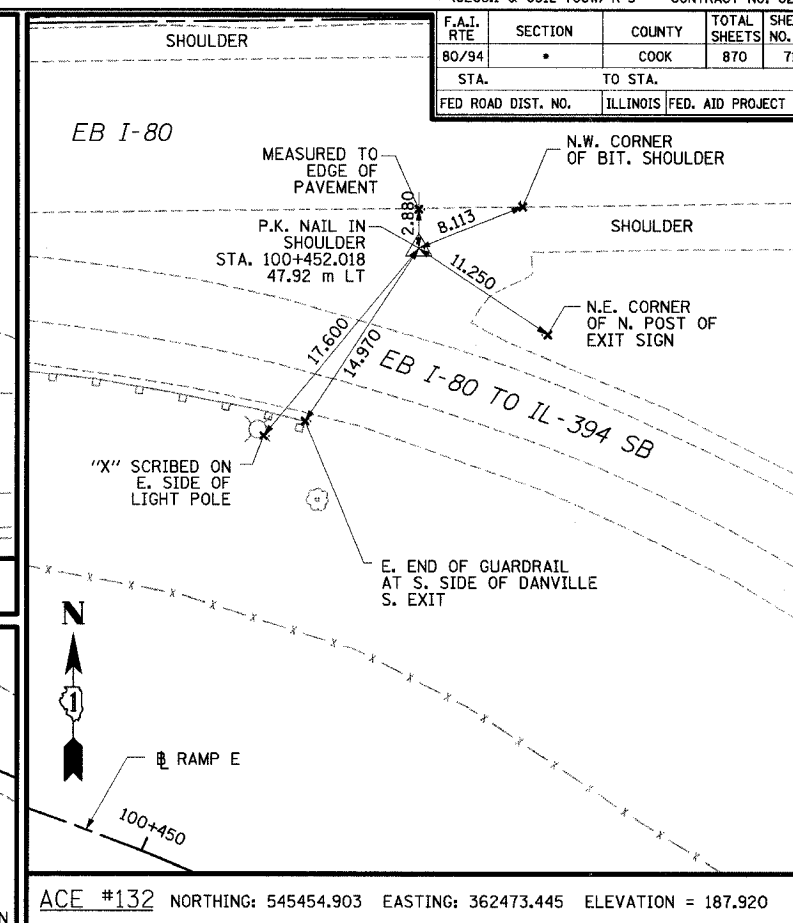 F.A.I. RTE SECTION COUNTY TOTAL SHEETS
80/94 * COOK 870
STA. TO STA.
FED ROAD DIST. NO. ILLINOIS FED. AID PROJECT
SHOULDER
EB I-80
MEASURED TO
EDGE OF
PAVEMENT
N.W. CORNER
OF BIT. SHOULDER
2.880
8.113
P.K. NAIL IN
SHOULDER
STA. 100+452.018
47.92 m LT
SHOULDER
11.250
N.E. CORNER
OF N. POST OF
EXIT SIGN
17.600
14.970
EB I-80 TO IL-394 SB
"X" SCRIBED ON
E. SIDE OF
LIGHT POLE
E. END OF GUARDRAIL
AT S. SIDE OF DANVILLE
S. EXIT
N
1
RAMP E
100+450
ACE #132 NORTHING: 545454.903 EASTING: 362473.445 ELEVATION = 187.920